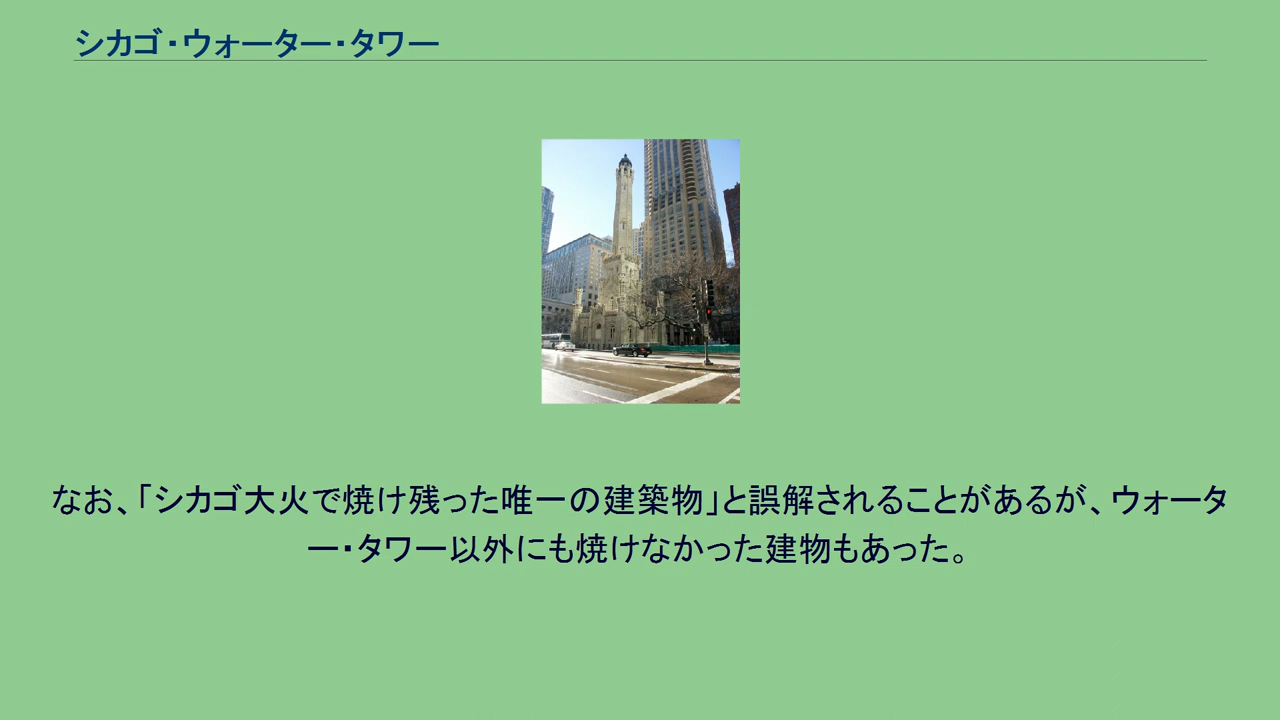 シカゴ・ウォーター・タワー
なお、「シカゴ大火で焼け残った唯一の建築物」と誤解されることがあるが、ウォータ
ー・タワー以外にも焼けなかった建物もあった。